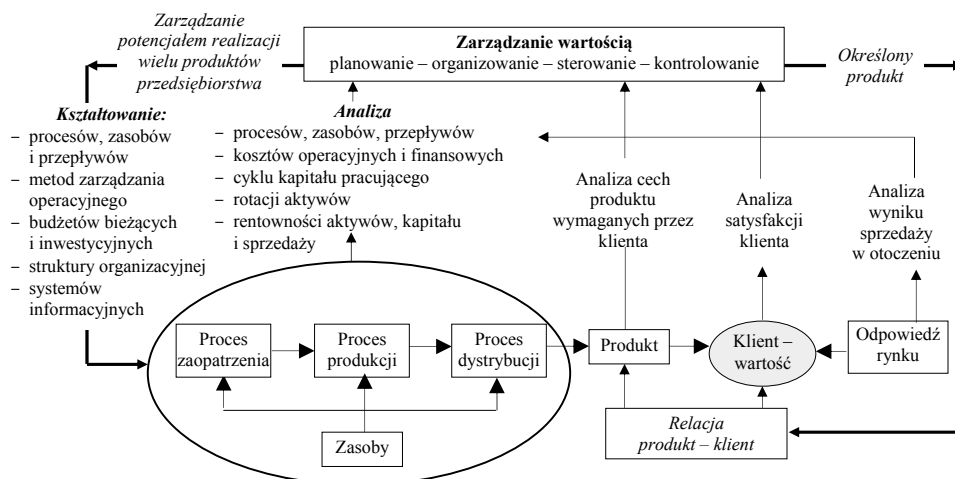 Zarządzanie
potencjałem realizacji
wielu produktów
przedsiębiorstwa
Zarządzanie wartością
planowanie – organizowanie – sterowanie – kontrolowanie
Określony
produkt
Kształtowanie:
– procesów, zasobów
i przepływów
– metod zarządzania
operacyjnego
– budżetów bieżących
i inwestycyjnych
– struktury organizacyjnej
– systemów
informacyjnych
Analiza
– procesów, zasobów, przepływów
– kosztów operacyjnych i finansowych
– cyklu kapitału pracującego
– rotacji aktywów
– rentowności aktywów, kapitału
i sprzedaży
Analiza cech
produktu
wymaganych przez
klienta
Analiza
satysfakcji
klienta
Analiza
wyniku
sprzedaży
w otoczeniu
Proces
zaopatrzenia
Proces
produkcji
Proces
dystrybucji
Produkt
Klient –
wartość
Odpowiedź
rynku
Zasoby
Relacja
produkt – klient